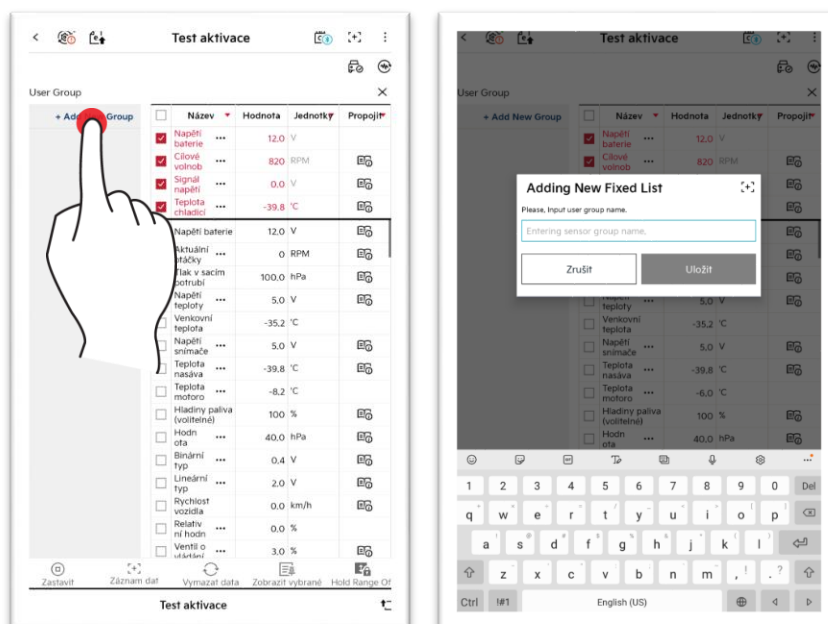 Test aktivace
User Group
+ Add New Group
Název Hodnota Jednotky Propojit
Napětí baterie ... 12,0 V
Cílové volnob ... 820 RPM
Signál napětí ... 0.0 V
Teplota chladicí ... -39,8 °C
Napětí baterie 12,0 V
Aktuální otáčky ... 0 RPM
Tlak v sacím potrubí 100,0 hPa
Napětí teploty ... 5,0 V
Venkovní teplota -35,2 °C
Napětí snímače ... 5,0 V
Teplota nasáva ... -39,8 °C
Teplota motoro ... -8,2 °C
Hladiny paliva (volitelné) 100 %
Hodn ota ... 40,0 hPa
Binární typ ... 0,4 V
Lineární typ ... 2,0 V
Rychlost vozidla 0,0 km/h
Relativ ní hodn ... 0,0 %
Ventil o vládání ... 3,0 %
Zastavit Záznam dat Vymazat data Zobrazit vybrané Hold Range Of
Test aktivace
Test aktivace
User Group
+ Add New Group
Název Hodnota Jednotky Propojit
Napětí baterie ... 12,0 V
Cílové volnob ... 820 RPM
Adding New Fixed List
Please, Input user group name.
Entering sensor group name.
Zrušit Uložit
Napětí teploty ... 5,0 V
Venkovní teplota -35,2 °C
Napětí snímače ... 5,0 V
Teplota nasáva ... -39,8 °C
Teplota motoro ... -6,0 °C
Hladiny paliva (volitelné) 100 %
Hodn ota ... 40,0 hPa
1 2 3 4 5 6 7 8 9 0 Del
q w e r t y u i o p
a s d f g h j k l
z x c v b n m , ! . ?
Ctrl !#1 English (US)